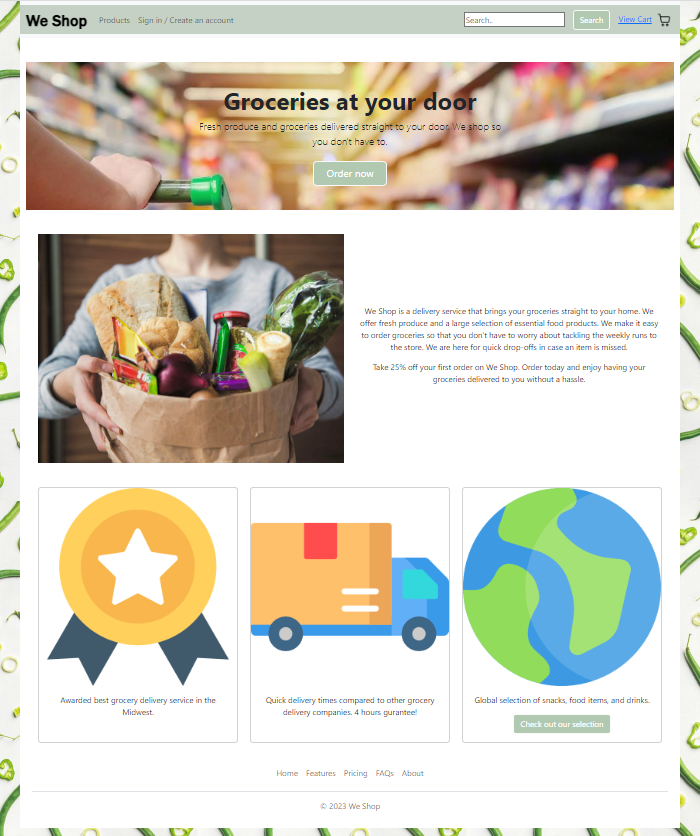 We Shop Products Sign in / Create an account Search.. Search View Cart
Groceries at your door
Fresh produce and groceries delivered straight to your door. We shop so
you don't have to.
Order now
We Shop is a delivery service that brings your groceries straight to your home. We
offer fresh produce and a large selection of essential food products. We make it easy
to order groceries so that you don't have to worry about tackling the weekly runs to
the store. We are here for quick drop-offs in case an item is missed.
Take 25% off your first order on We Shop. Order today and enjoy having your
groceries delivered to you without a hassle.
Awarded best grocery delivery service in the
Midwest.
Quick delivery times compared to other grocery
delivery companies. 4 hours gurantee!
Global selection of snacks, food items, and drinks.
Check out our selection
Home Features Pricing FAQs About
© 2023 We Shop